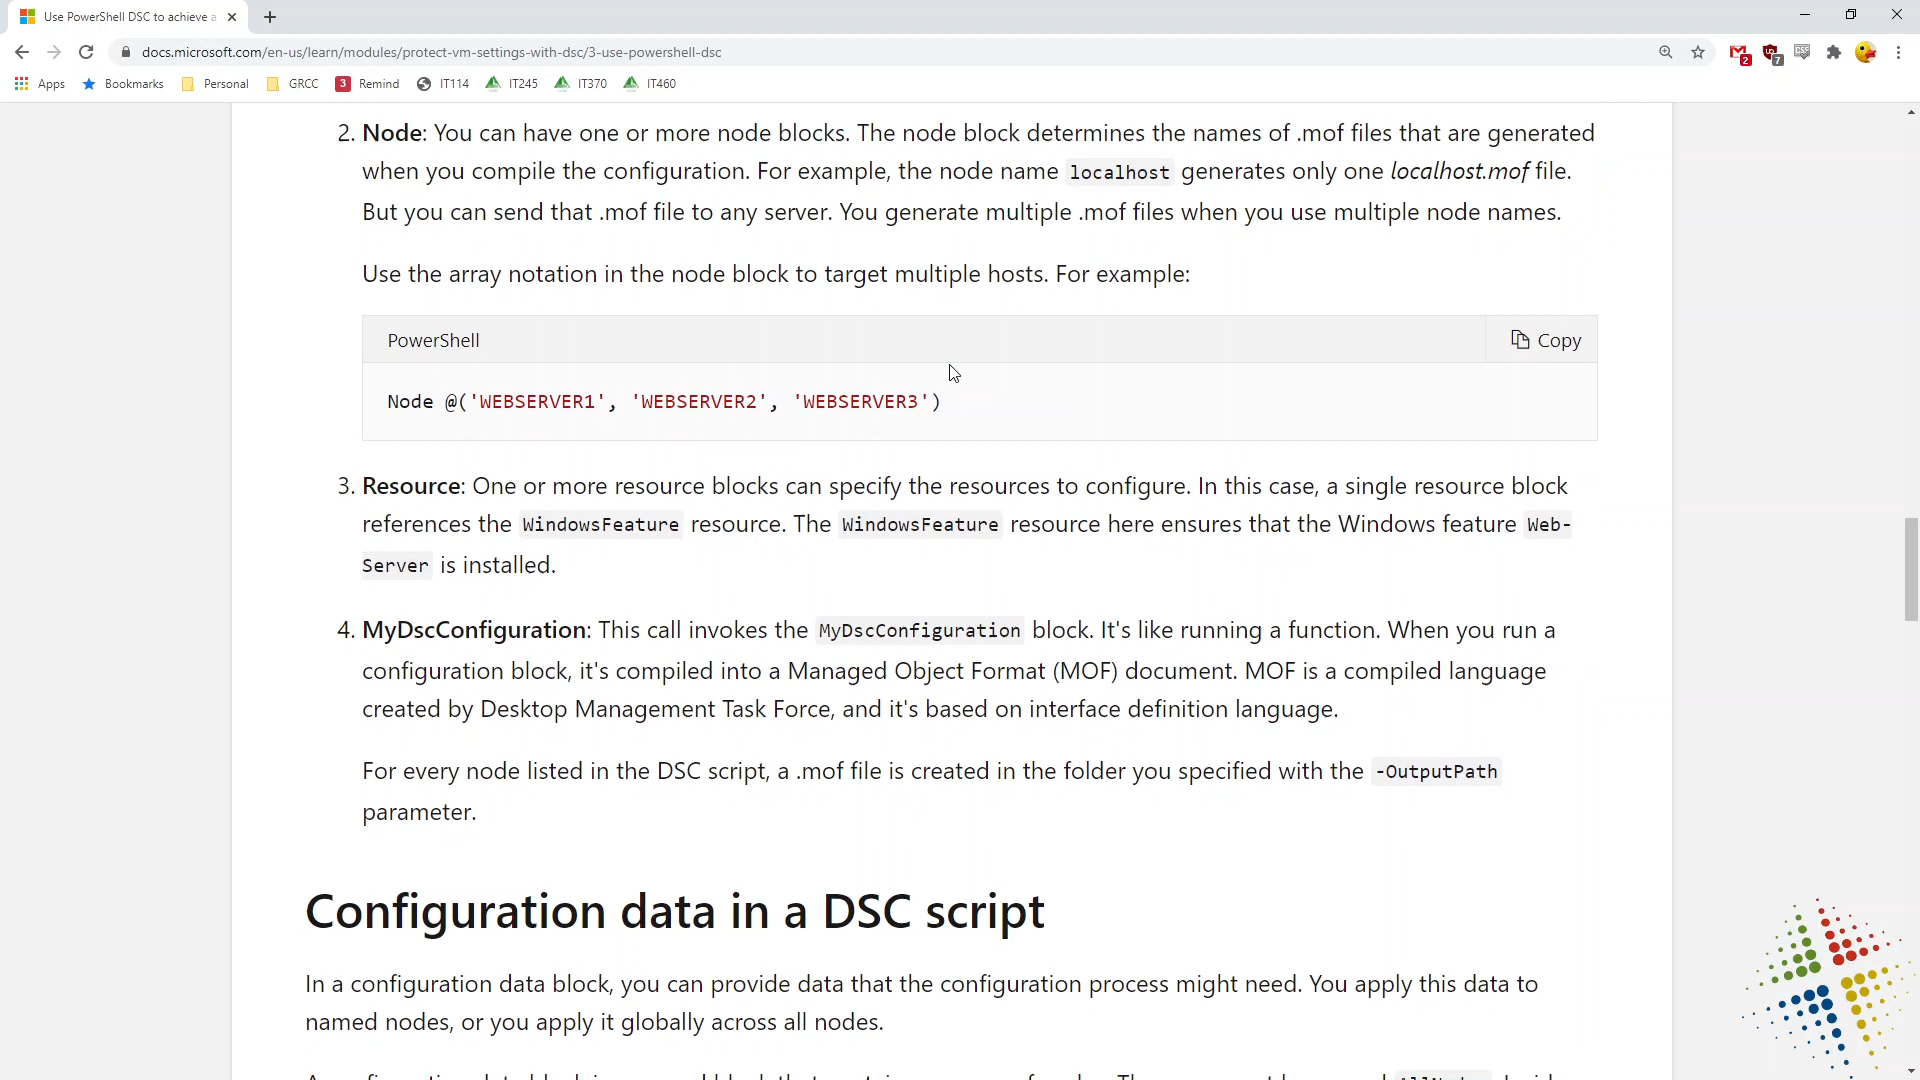 Use PowerShell DSC to achieve a
docs.microsoft.com/en-us/learn/modules/protect-vm-settings-with-dsc/3-use-powershell-dsc
2
7
CSS
Apps Bookmarks Personal GRCC 3 Remind IT114 IT245 IT370 IT460
2. Node: You can have one or more node blocks. The node block determines the names of .mof files that are generated
when you compile the configuration. For example, the node name localhost generates only one localhost.mof file.
But you can send that .mof file to any server. You generate multiple .mof files when you use multiple node names.
Use the array notation in the node block to target multiple hosts. For example:
PowerShell
Copy
Node @('WEBSERVER1', 'WEBSERVER2', 'WEBSERVER3')
3. Resource: One or more resource blocks can specify the resources to configure. In this case, a single resource block
references the WindowsFeature resource. The WindowsFeature resource here ensures that the Windows feature Web-
Server is installed.
4. MyDscConfiguration: This call invokes the MyDscConfiguration block. It's like running a function. When you run a
configuration block, it's compiled into a Managed Object Format (MOF) document. MOF is a compiled language
created by Desktop Management Task Force, and it's based on interface definition language.
For every node listed in the DSC script, a .mof file is created in the folder you specified with the -OutputPath
parameter.
Configuration data in a DSC script
In a configuration data block, you can provide data that the configuration process might need. You apply this data to
named nodes, or you apply it globally across all nodes.